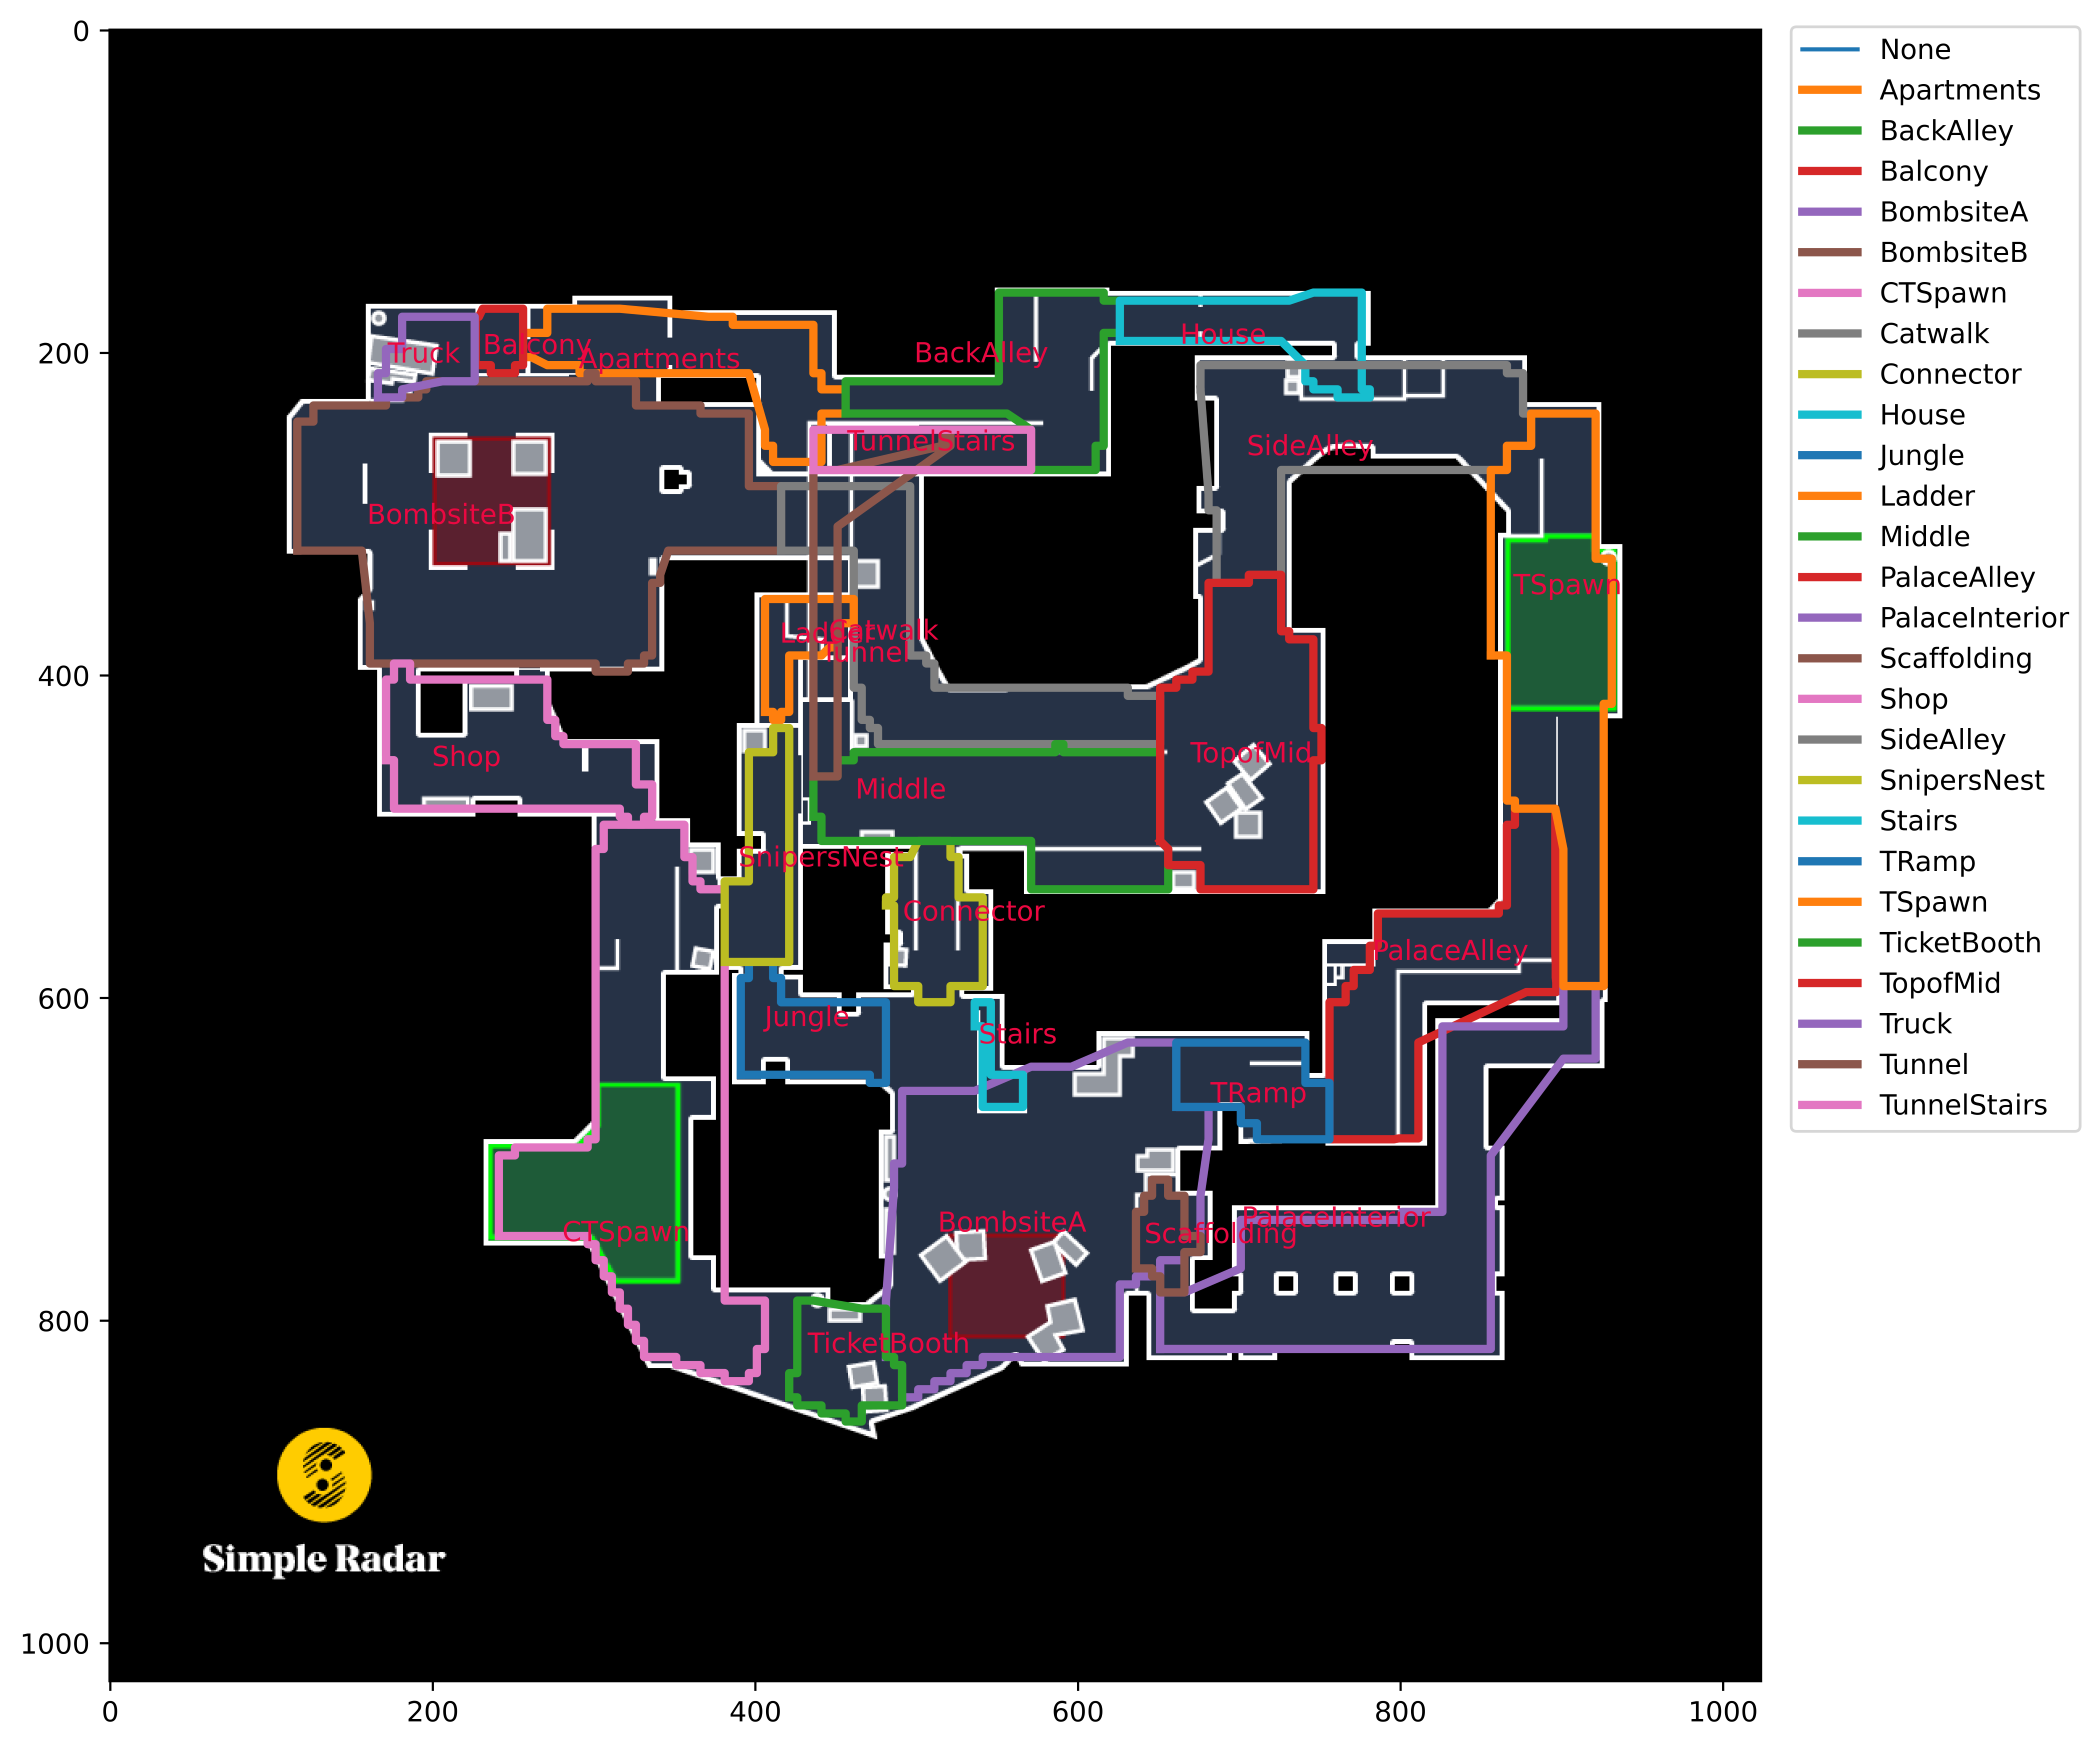 0
200
400
600
800
1000
0
200
400
600
800
1000
Truck
Balcony
Apartments
BackAlley
House
TunnelStairs
SideAlley
BombsiteB
TSpawn
Ladder
Catwalk
Tunnel
Shop
TopofMid
Middle
SnipersNest
Connector
PalaceAlley
Jungle
Stairs
TRamp
CTSpawn
BombsiteA
Scaffolding
PalaceInterior
TicketBooth
Simple Radar
None
Apartments
BackAlley
Balcony
BombsiteA
BombsiteB
CTSpawn
Catwalk
Connector
House
Jungle
Ladder
Middle
PalaceAlley
PalaceInterior
Scaffolding
Shop
SideAlley
SnipersNest
Stairs
TRamp
TSpawn
TicketBooth
TopofMid
Truck
Tunnel
TunnelStairs